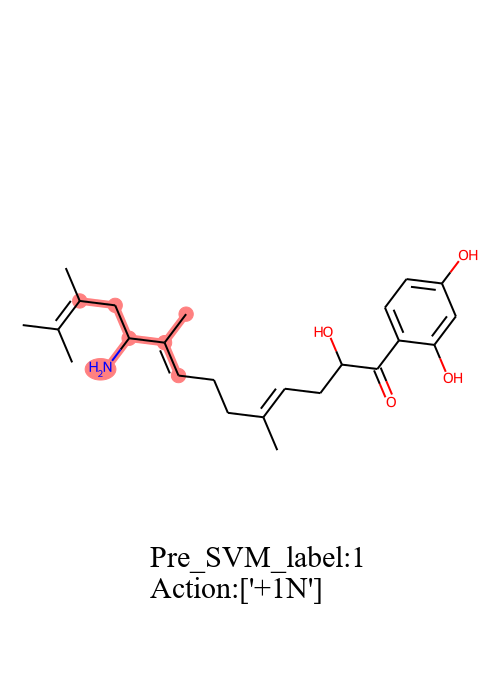 OH
HO
H2N
OH
O
Pre_SVM_label:1
Action:['+1N']